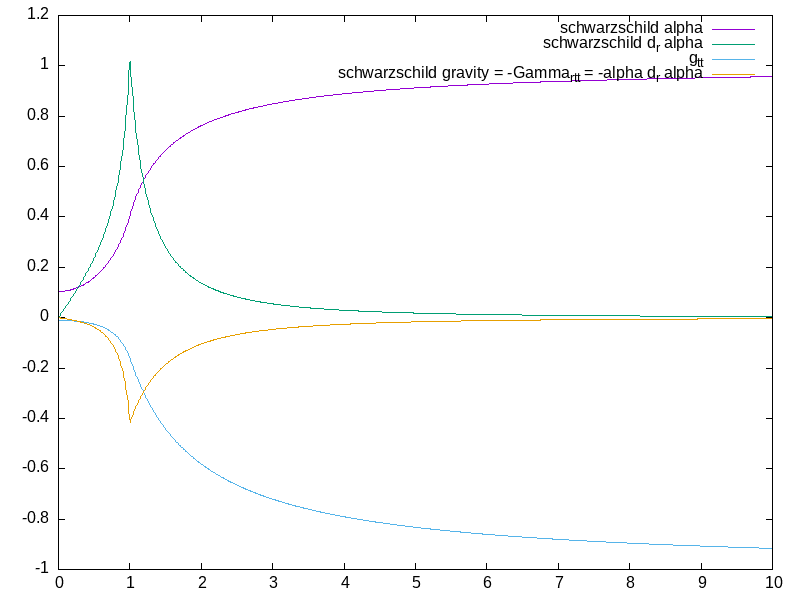 1.2
schwarzschild alpha
schwarzschild d_r alpha
g_tt
schwarzschild gravity = -Gamma_rtt = -alpha d_r alpha
1
0.8
0.6
0.4
0.2
0
-0.2
-0.4
-0.6
-0.8
-1
0 1 2 3 4 5 6 7 8 9 10